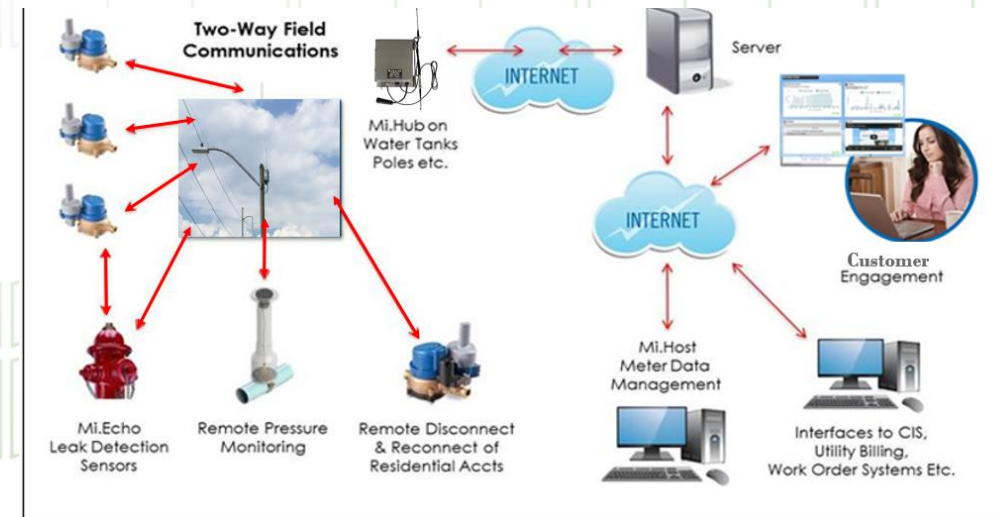 Two-Way Field
Communications
Mi.Hub on
Water Tanks
Poles etc.
INTERNET
Server
INTERNET
Customer
Engagement
Mi.Echo
Leak Detection
Sensors
Remote Pressure
Monitoring
Remote Disconnect
& Reconnect of
Residential Accts
Mi.Host
Meter Data
Management
Interfaces to CIS,
Utility Billing,
Work Order Systems Etc.